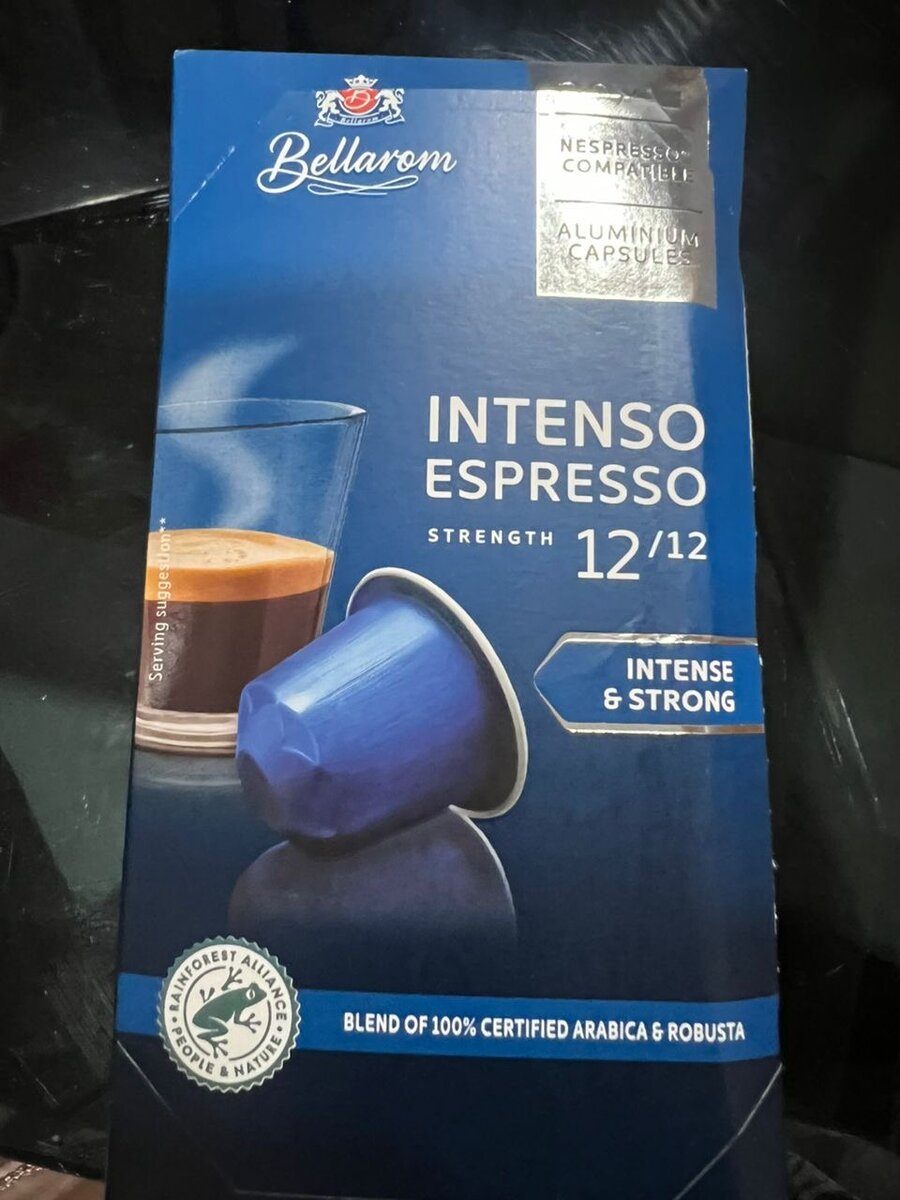 Bellarom
Bellarom
NESPRESSO®
COMPATIBLE
ALUMINIUM
CAPSULES
INTENSO
ESPRESSO
STRENGTH 12/12
Serving suggestion**
INTENSE
& STRONG
RAINFOREST ALLIANCE
PEOPLE & NATURE
BLEND OF 100% CERTIFIED ARABICA & ROBUSTA